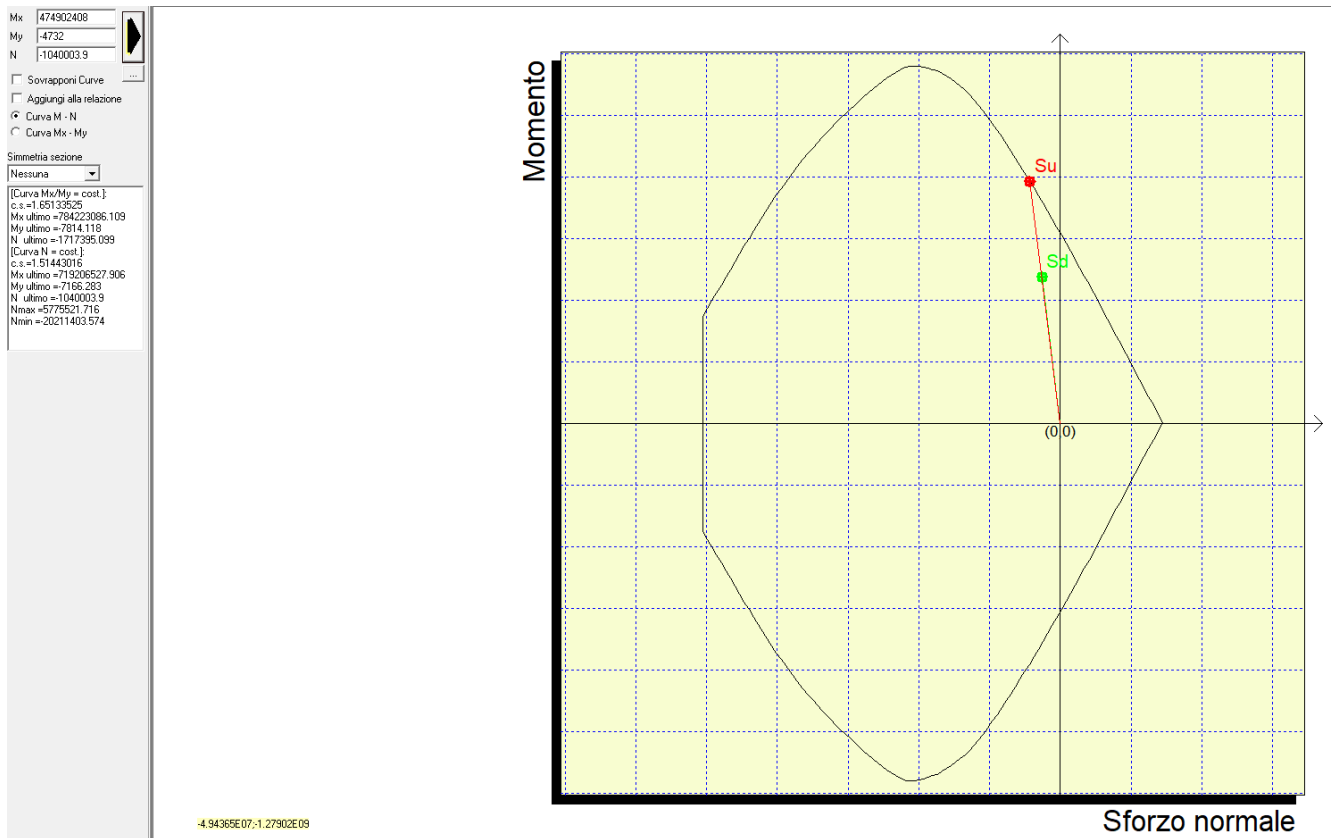 Mx 474902408
My -4732
N -1040003.9
...
Sovrapponi Curve
Aggiungi alla relazione
Curva M - N
Curva Mx - My
Simmetria sezione
Nessuna
[Curva Mx/My = cost.]:
c.s.=1.65133525
Mx ultimo =784223086.109
My ultimo =-7814.118
N ultimo =-1717395.099
[Curva N = cost.]:
c.s.=1.51443016
Mx ultimo =719206527.906
My ultimo =-7166.283
N ultimo =-1040003.9
Nmax =5775521.716
Nmin =-20211403.574
Momento
Su
Sd
(0,0)
Sforzo normale
-4.94365E07;-1.27902E09